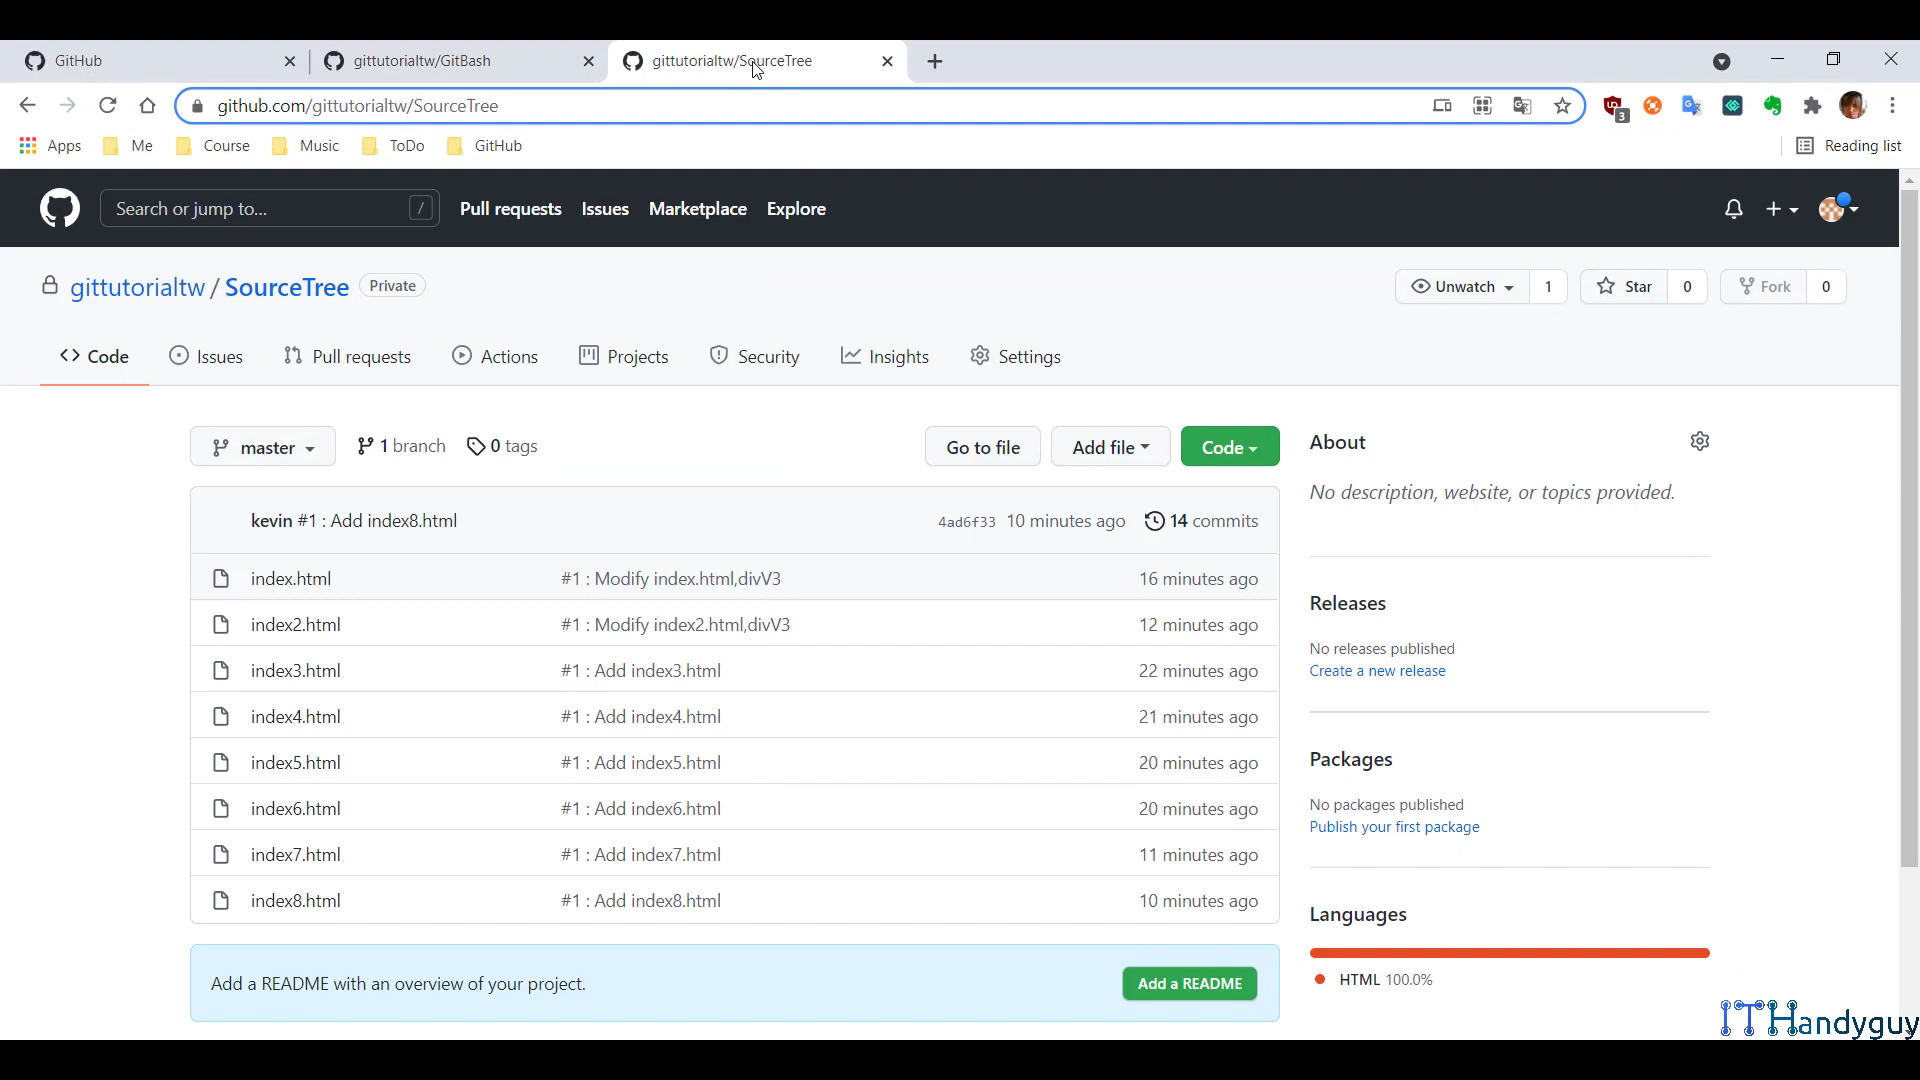 GitHub
gittutorialtw/GitBash
gittutorialtw/SourceTree
github.com/gittutorialtw/SourceTree
3
Apps Me Course Music ToDo GitHub Reading list
Search or jump to... / Pull requests Issues Marketplace Explore
gittutorialtw / SourceTree Private
Unwatch 1 Star 0 Fork 0
Code Issues Pull requests Actions Projects Security Insights Settings
master 1 branch 0 tags Go to file Add file Code
kevin #1 : Add index8.html 4ad6f33 10 minutes ago 14 commits
index.html #1 : Modify index.html,divV3 16 minutes ago
index2.html #1 : Modify index2.html,divV3 12 minutes ago
index3.html #1 : Add index3.html 22 minutes ago
index4.html #1 : Add index4.html 21 minutes ago
index5.html #1 : Add index5.html 20 minutes ago
index6.html #1 : Add index6.html 20 minutes ago
index7.html #1 : Add index7.html 11 minutes ago
index8.html #1 : Add index8.html 10 minutes ago
Add a README with an overview of your project. Add a README
About
No description, website, or topics provided.
Releases
No releases published
Create a new release
Packages
No packages published
Publish your first package
Languages
HTML 100.0%
ITHandyguy